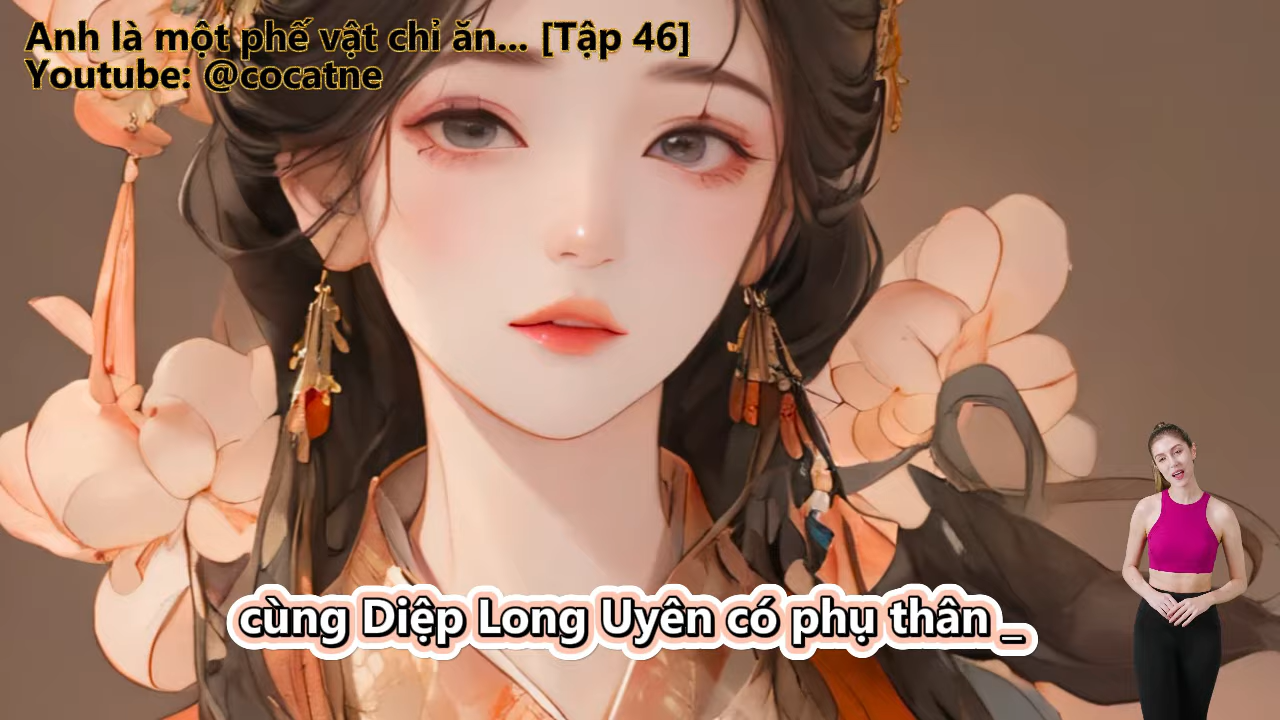 Anh là một phế vật chỉ ăn... [Tập 46]
Youtube: @cocatne
cùng Diệp Long Uyên có phụ thân _